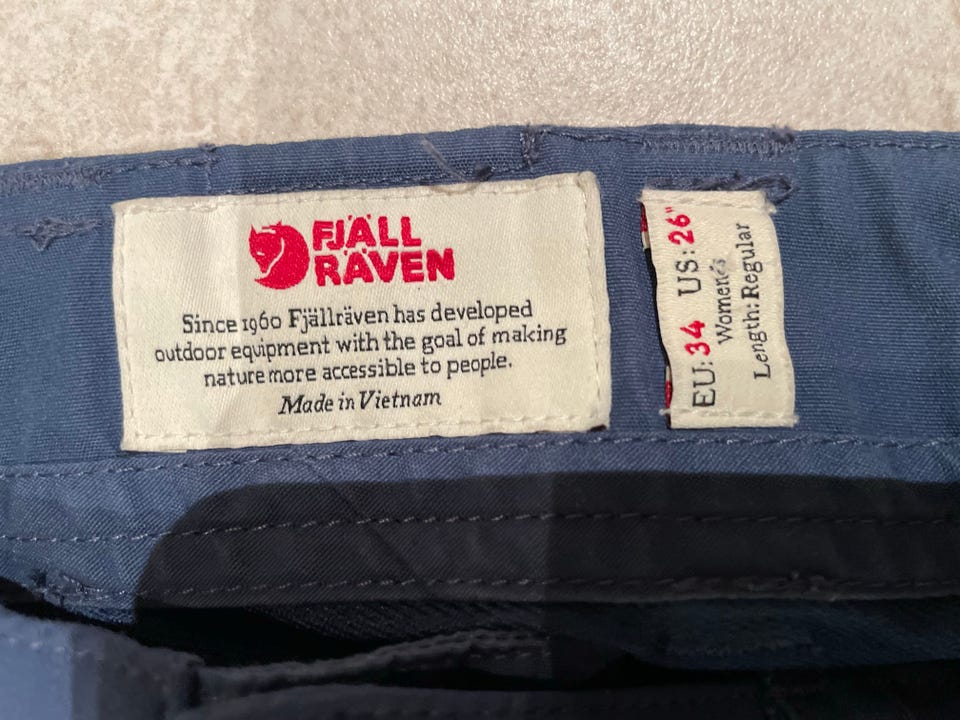 FJÄLL
RÄVEN
Since 1960 Fjällräven has developed
outdoor equipment with the goal of making
nature more accessible to people.
Made in Vietnam
EU: 34 US: 26"
Women's
Length: Regular